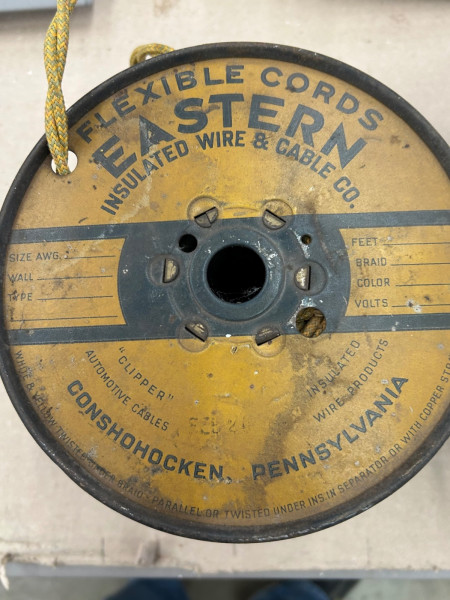 FLEXIBLE CORDS
EASTERN
INSULATED WIRE & CABLE CO.
SIZE AWG.
WALL
TYPE
FEET
BRAID
COLOR
VOLTS
"CLIPPER"
AUTOMOTIVE CABLES
INSULATED
WIRE PRODUCTS
CONSHOHOCKEN, PENNSYLVANIA
BRAID - PARALLEL OR TWISTED UNDER INS IN SEPARATOR OR WITH COPPER